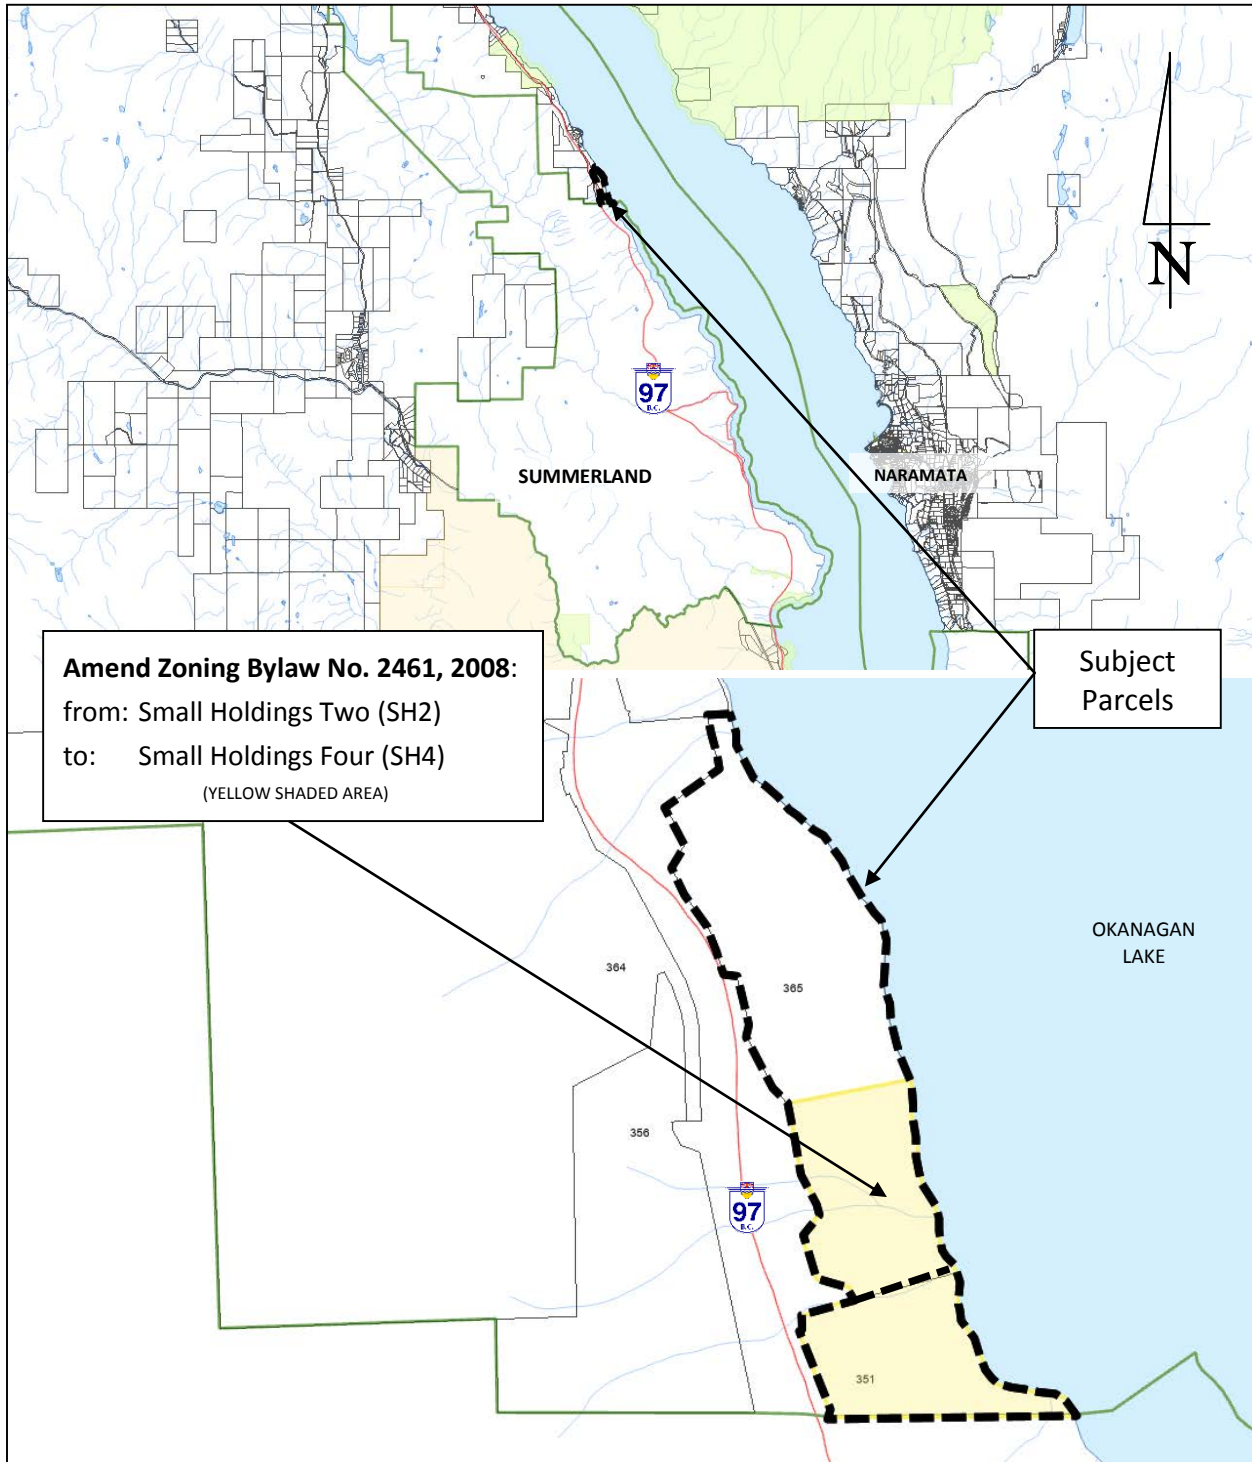 N
97
B.C.
SUMMERLAND
NARAMATA
Amend Zoning Bylaw No. 2461, 2008:
from: Small Holdings Two (SH2)
to: Small Holdings Four (SH4)
(YELLOW SHADED AREA)
Subject
Parcels
OKANAGAN
LAKE
364
365
356
97
B.C.
351